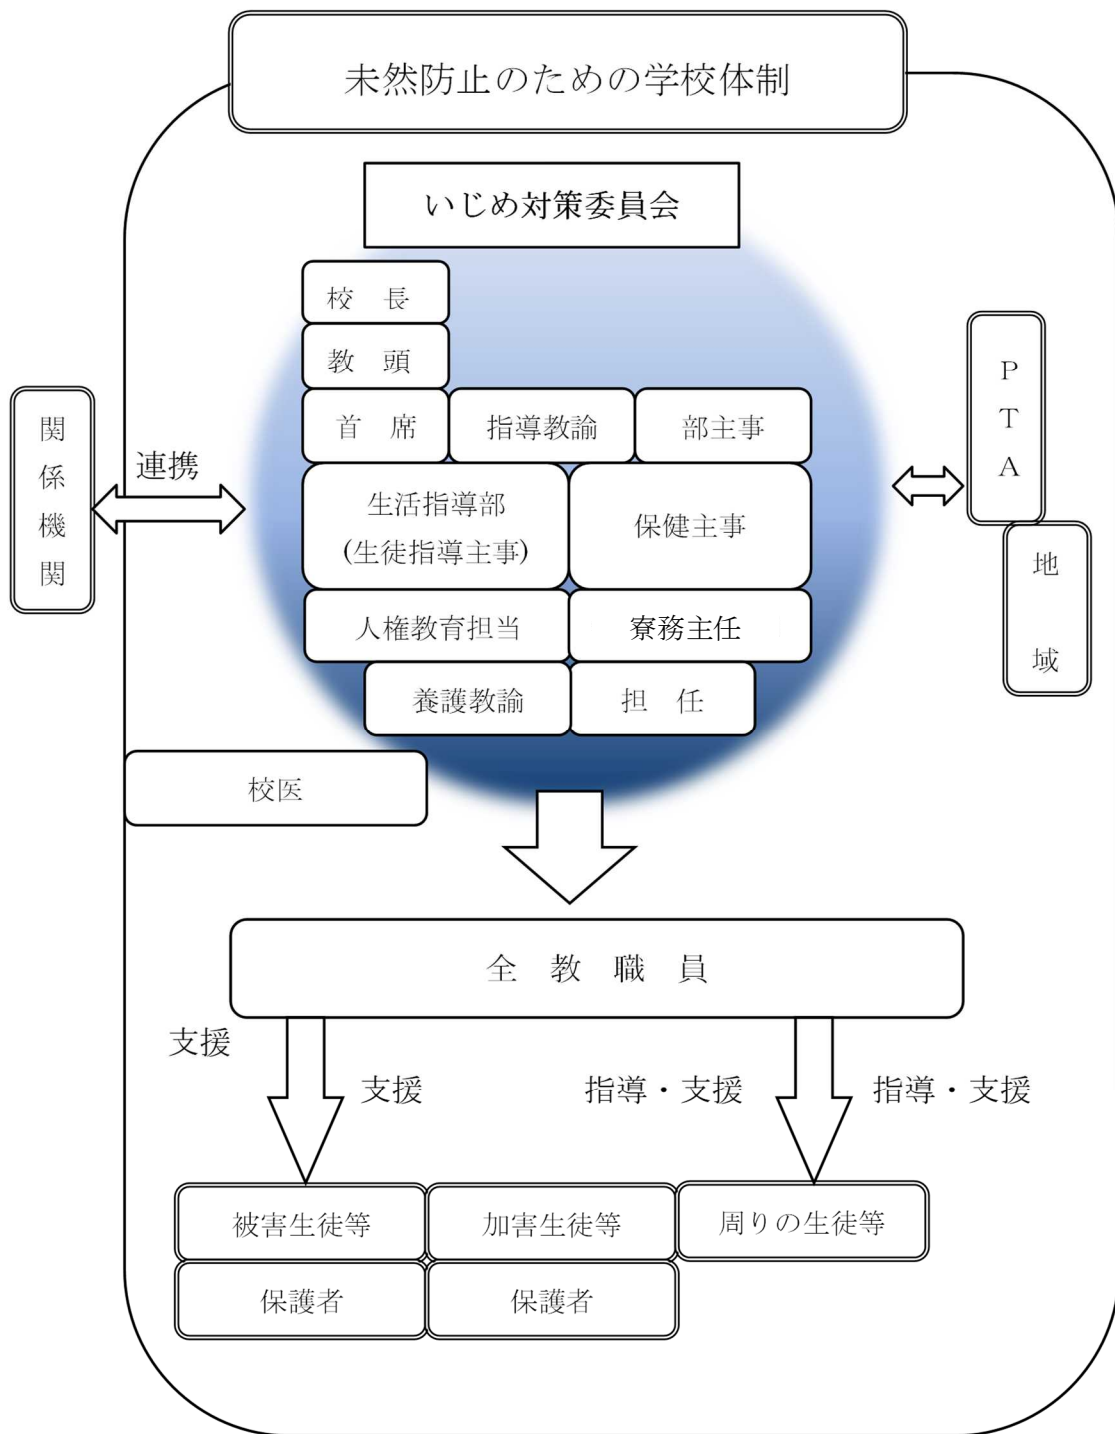 未然防止のための学校体制
いじめ対策委員会
校 長
教 頭
首 席
指導教諭
部主事
生活指導部
(生徒指導主事)
保健主事
人権教育担当
寮務主任
養護教諭
担 任
校医
関係機関
連携
PTA
地 域
全 教 職 員
支援
支援
指導・支援
指導・支援
被害生徒等
加害生徒等
周りの生徒等
保護者
保護者